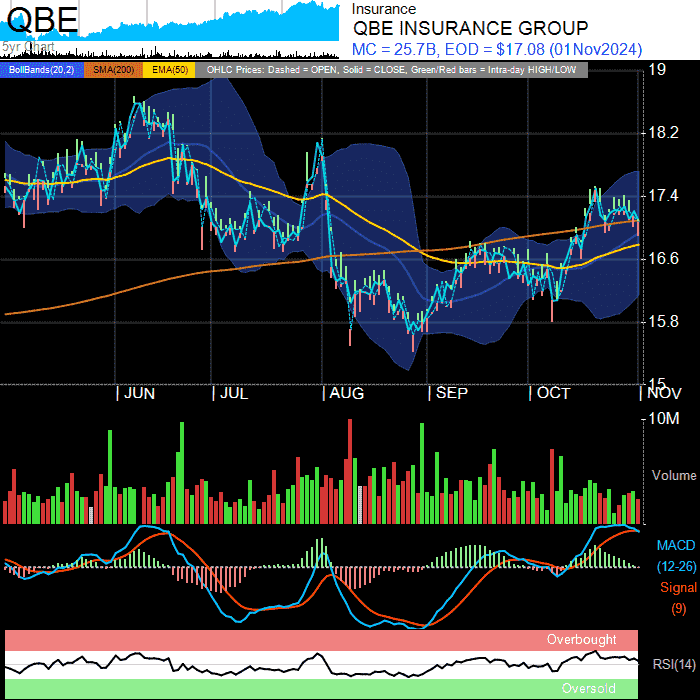 QBE
5yr Chart
Insurance
QBE INSURANCE GROUP
MC = 25.7B, EOD = $17.08 (01Nov2024)
BollBands(20,2) SMA(200) EMA(50) OHLC Prices: Dashed = OPEN, Solid = CLOSE, Green/Red bars = Intra-day HIGH/LOW
19
18.2
17.4
16.6
15.8
15
| JUN | JUL | AUG | SEP | OCT | NOV
10M
Volume
MACD
(12-26)
Signal
(9)
Overbought
RSI(14)
Oversold